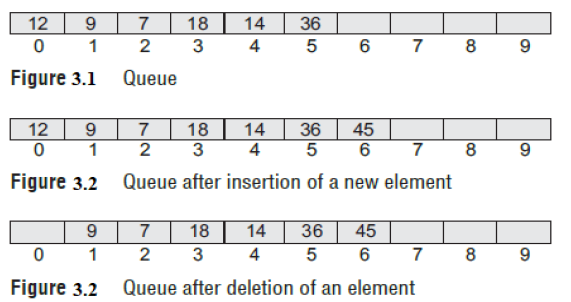 12 9 7 18 14 36
0 1 2 3 4 5 6 7 8 9
Figure 3.1 Queue
12 9 7 18 14 36 45
0 1 2 3 4 5 6 7 8 9
Figure 3.2 Queue after insertion of a new element
9 7 18 14 36 45
0 1 2 3 4 5 6 7 8 9
Figure 3.2 Queue after deletion of an element